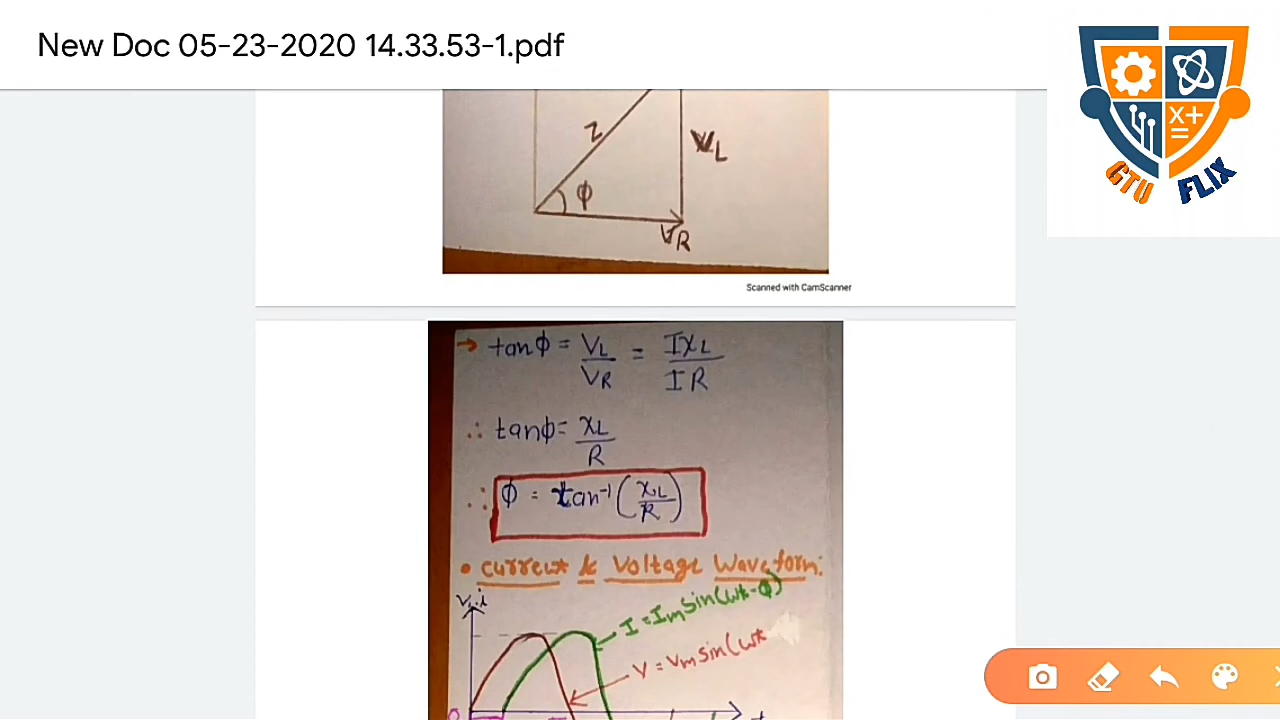 New Doc 05-23-2020 14.33.53-1.pdf
X+
=
GTU FLIX
Z
VL
ϕ
VR
Scanned with CamScanner
→ tanϕ = VL/VR = IXL/IR
∴ tanϕ = XL/R
∴ ϕ = tan⁻¹(XL/R)
• Current & Voltage Waveform:
V,i
I = Im sin(ωt-ϕ)
V = Vm sin(ωt
0
t